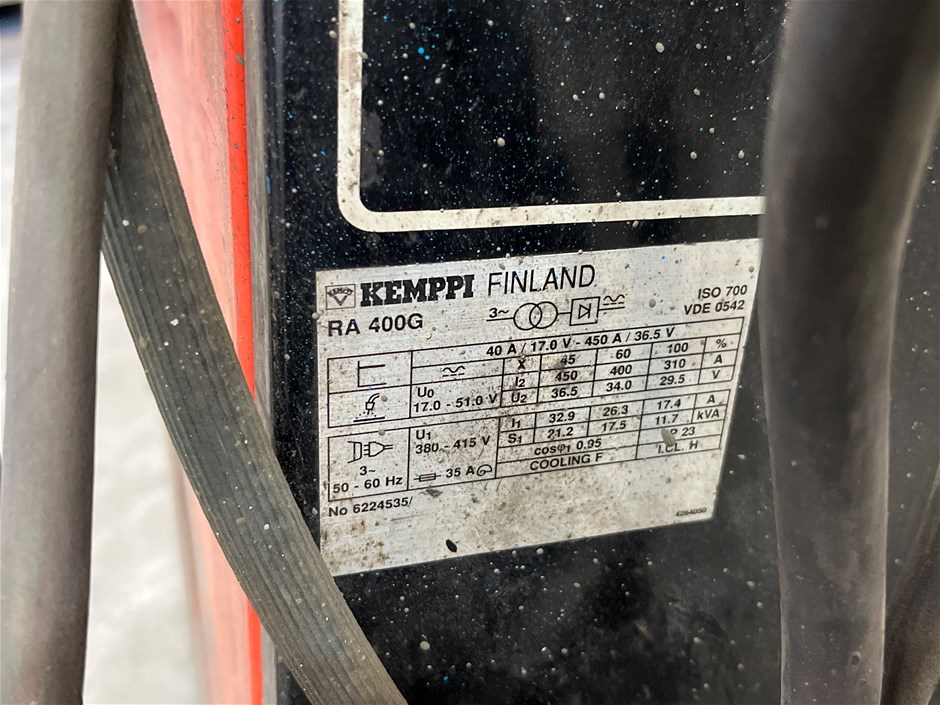 KEMPPI FINLAND
RA 400G
3~
ISO 700
VDE 0542
40 A / 17.0 V - 450 A / 36.5 V
X 45 60 100 %
U₀ I₂ 450 400 310 A
17.0 - 51.0 V U₂ 36.5 34.0 29.5 V
U₁ I₁ 32.9 26.3 17.4 A
380 - 415 V S₁ 21.2 17.5 11.7 kVA
3~ cosφ₁ 0.95 23
50 - 60 Hz 35 A COOLING F I.CL. H
No 6224535/
4264050